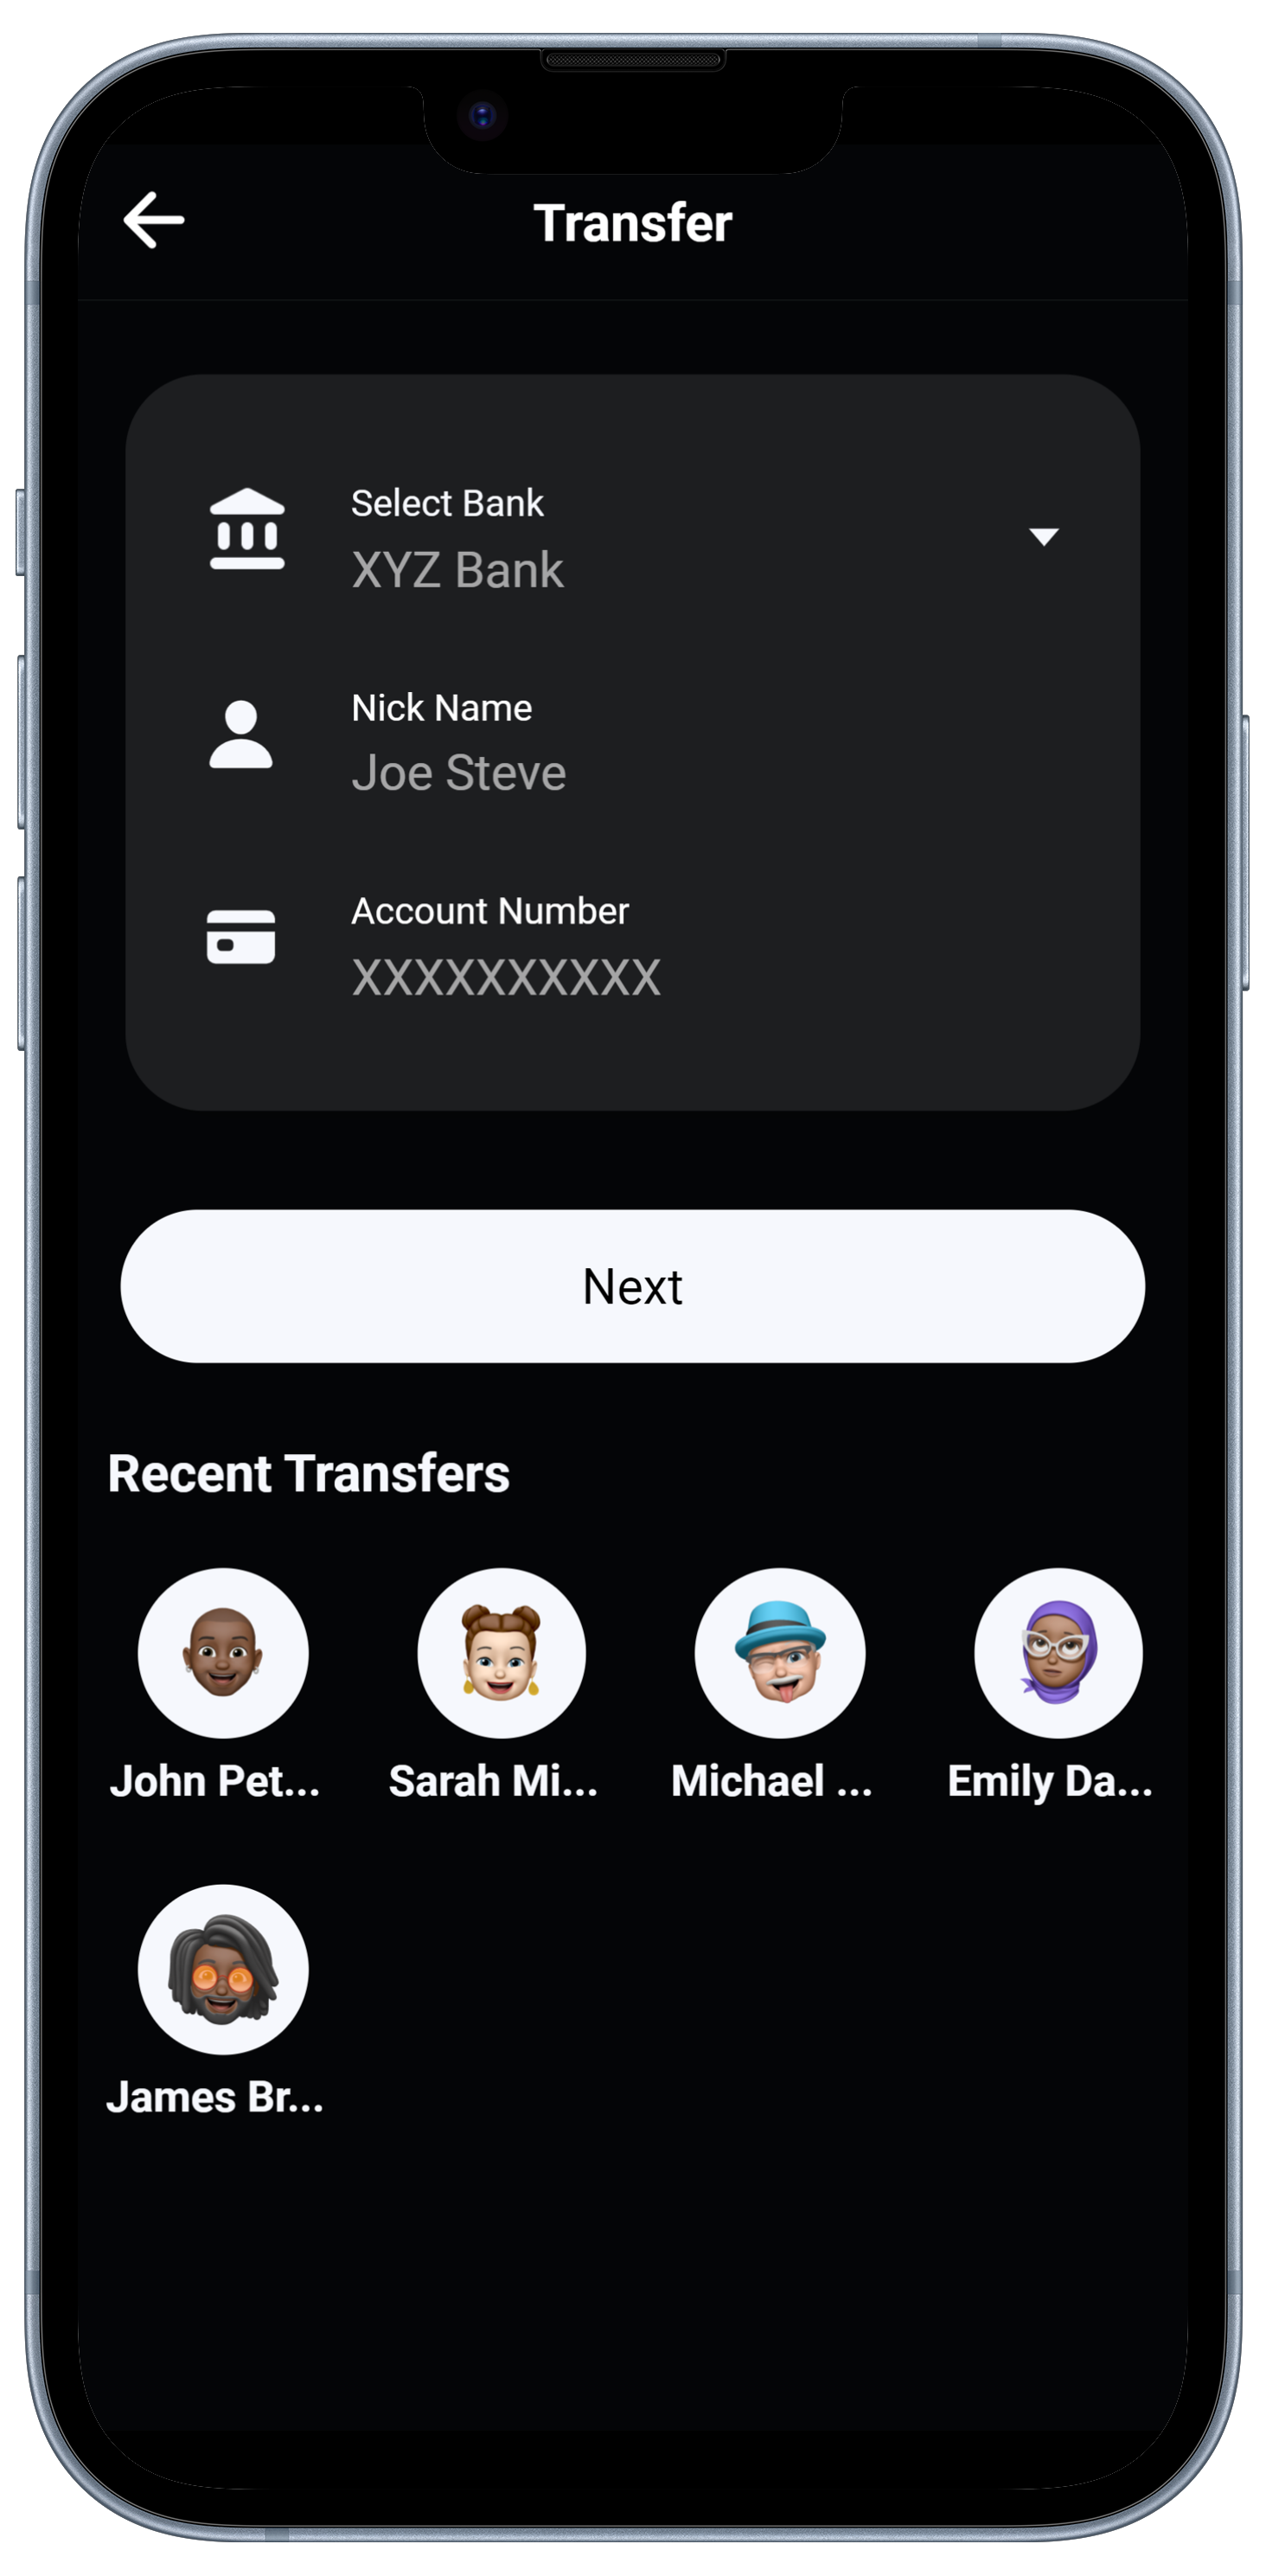 Transfer
Select Bank
XYZ Bank
Nick Name
Joe Steve
Account Number
XXXXXXXXXX
Next
Recent Transfers
John Pet...
Sarah Mi...
Michael ...
Emily Da...
James Br...